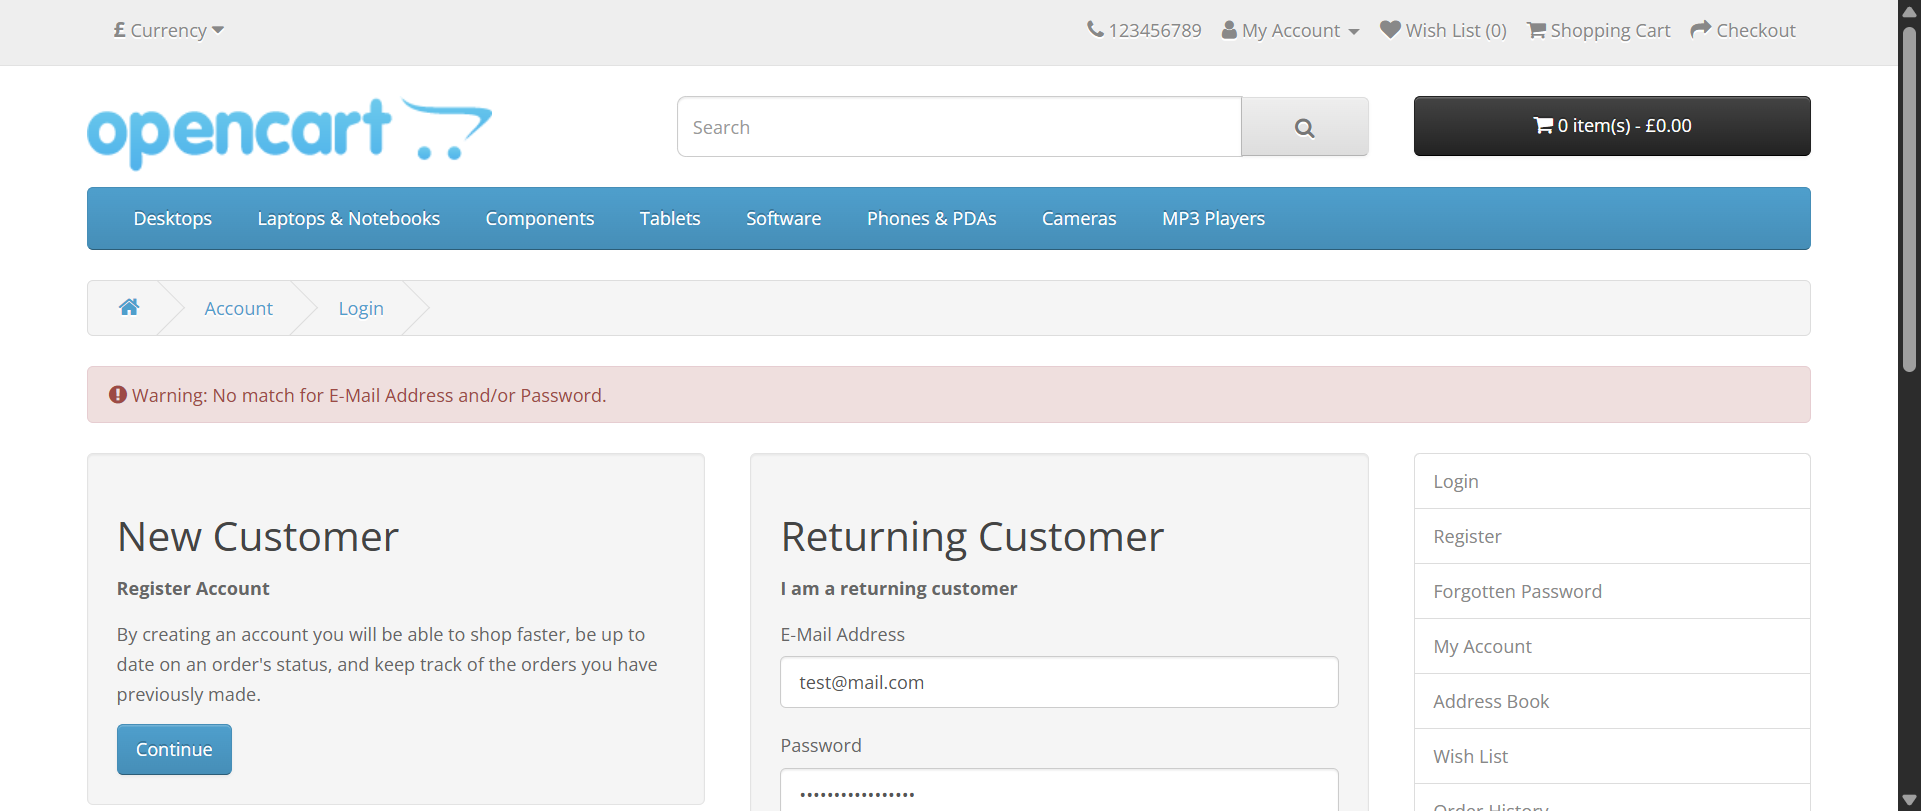 £ Currency
123456789 My Account Wish List (0) Shopping Cart Checkout
opencart
Search
0 item(s) - £0.00
Desktops Laptops & Notebooks Components Tablets Software Phones & PDAs Cameras MP3 Players
Account Login
Warning: No match for E-Mail Address and/or Password.
New Customer
Register Account
By creating an account you will be able to shop faster, be up to
date on an order's status, and keep track of the orders you have
previously made.
Continue
Returning Customer
I am a returning customer
E-Mail Address
test@mail.com
Password
•••••••••••••••••
Login
Register
Forgotten Password
My Account
Address Book
Wish List
Order History